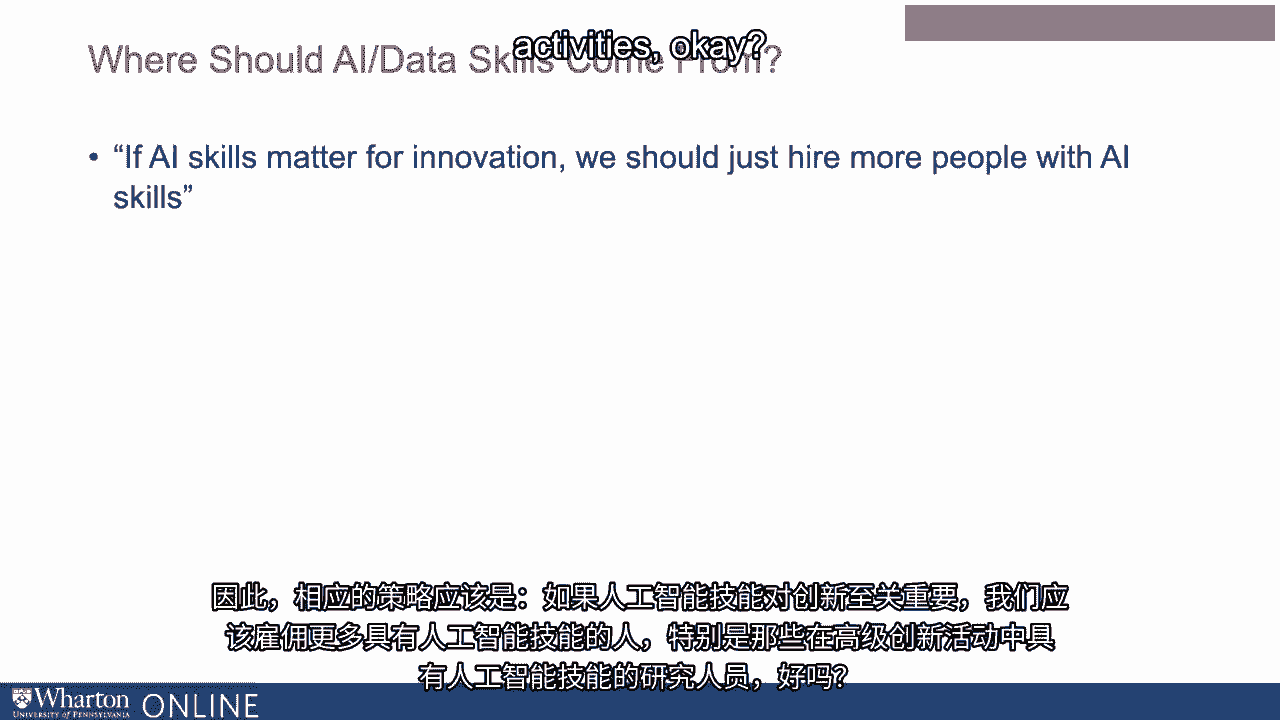 activities, okay?
Where Should AI/Data Skills Come From?
• “If AI skills matter for innovation, we should just hire more people with AI
skills”
因此，相应的策略应该是：如果人工智能技能对创新至关重要，我们应
该雇佣更多具有人工智能技能的人，特别是那些在高级创新活动中具
有人工智能技能的研究人员，好吗？
Wharton ONLINE
UNIVERSITY of PENNSYLVANIA